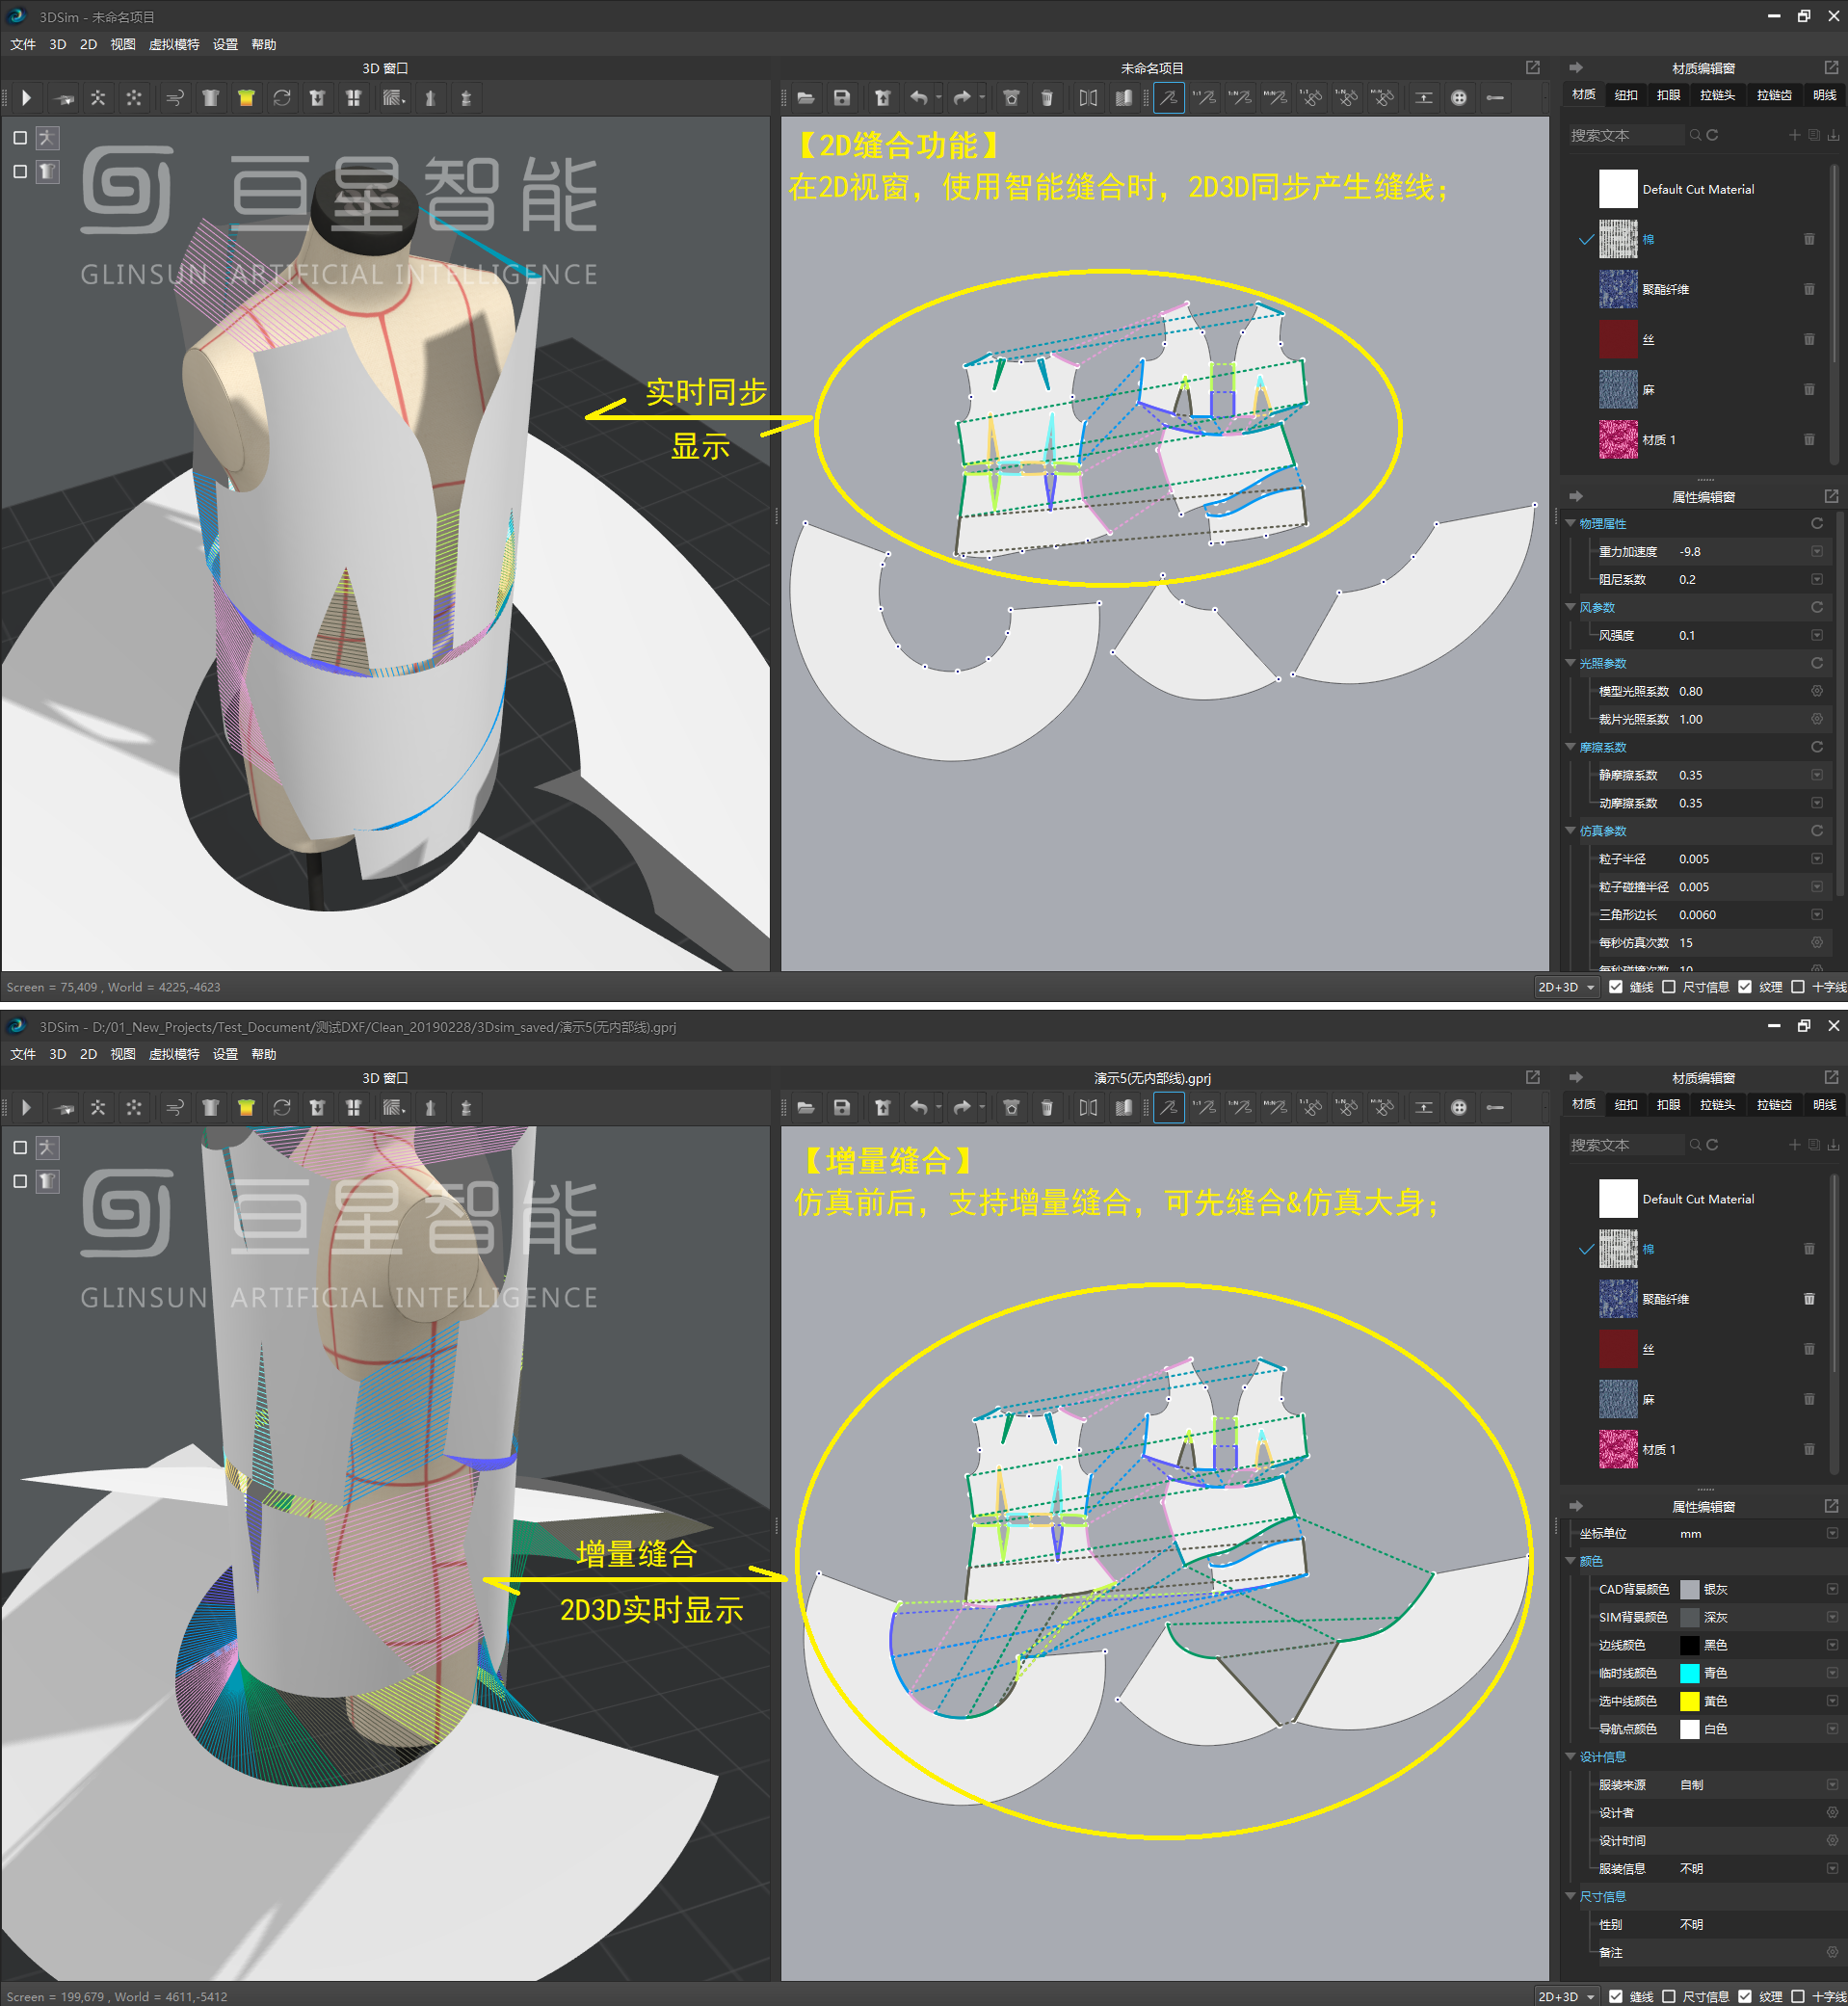 3DSim - 未命名项目
文件 3D 2D 视图 虚拟模特 设置 帮助
3D 窗口
未命名项目
材质编辑窗
材质 纽扣 扣眼 拉链头 拉链齿 明线
搜索文本
亘星智能
GLINSUN ARTIFICIAL INTELLIGENCE
【2D缝合功能】
在2D视窗，使用智能缝合时，2D3D同步产生缝线；
实时同步
显示
Default Cut Material
棉
聚酯纤维
丝
麻
材质 1
属性编辑窗
物理属性
重力加速度 -9.8
阻尼系数 0.2
风参数
风强度 0.1
光照参数
模型光照系数 0.80
裁片光照系数 1.00
摩擦系数
静摩擦系数 0.35
动摩擦系数 0.35
仿真参数
粒子半径 0.005
粒子碰撞半径 0.005
三角形边长 0.0060
每秒仿真次数 15
每秒碰撞次数 10
Screen = 75,409 , World = 4225,-4623
2D+3D 缝线 尺寸信息 纹理 十字线
3DSim - D:/01_New_Projects/Test_Document/测试DXF/Clean_20190228/3Dsim_saved/演示5(无内部线).gprj
文件 3D 2D 视图 虚拟模特 设置 帮助
3D 窗口
演示5(无内部线).gprj
材质编辑窗
材质 纽扣 扣眼 拉链头 拉链齿 明线
搜索文本
亘星智能
GLINSUN ARTIFICIAL INTELLIGENCE
【增量缝合】
仿真前后，支持增量缝合，可先缝合&仿真大身；
增量缝合
2D3D实时显示
Default Cut Material
棉
聚酯纤维
丝
麻
材质 1
属性编辑窗
坐标单位 mm
颜色
CAD背景颜色 银灰
SIM背景颜色 深灰
边线颜色 黑色
临时线颜色 青色
选中线颜色 黄色
导航点颜色 白色
设计信息
服装来源 自制
设计者
设计时间
服装信息 不明
尺寸信息
性别 不明
备注
Screen = 199,679 , World = 4611,-5412
2D+3D 缝线 尺寸信息 纹理 十字线